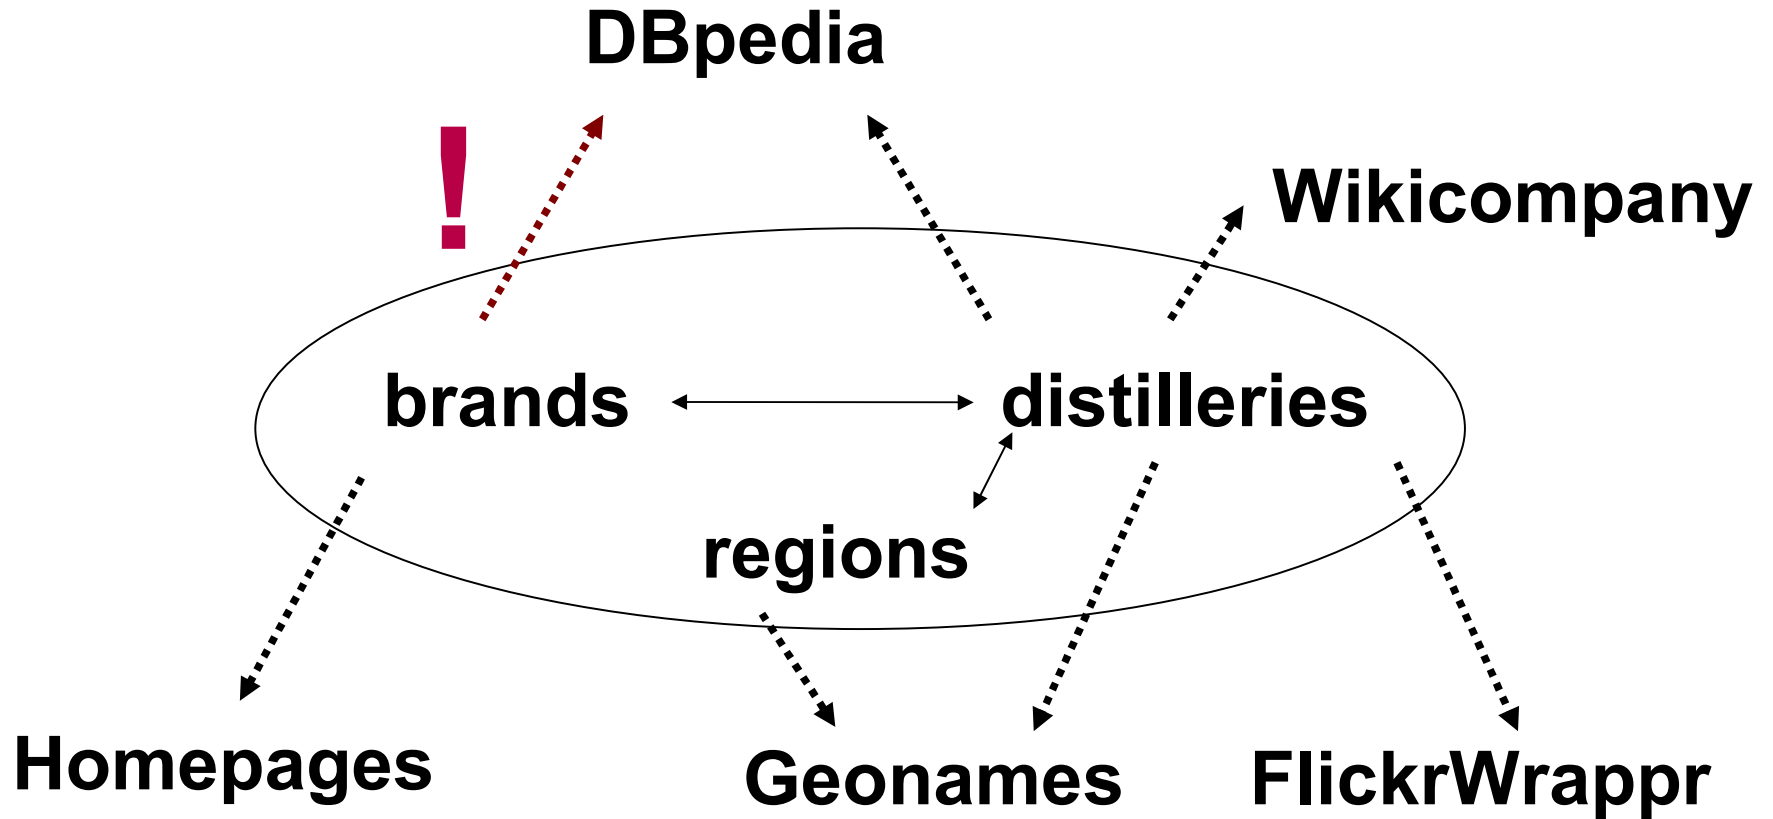 DBpedia
!
Wikicompany
brands
distilleries
regions
Homepages
Geonames
FlickrWrappr